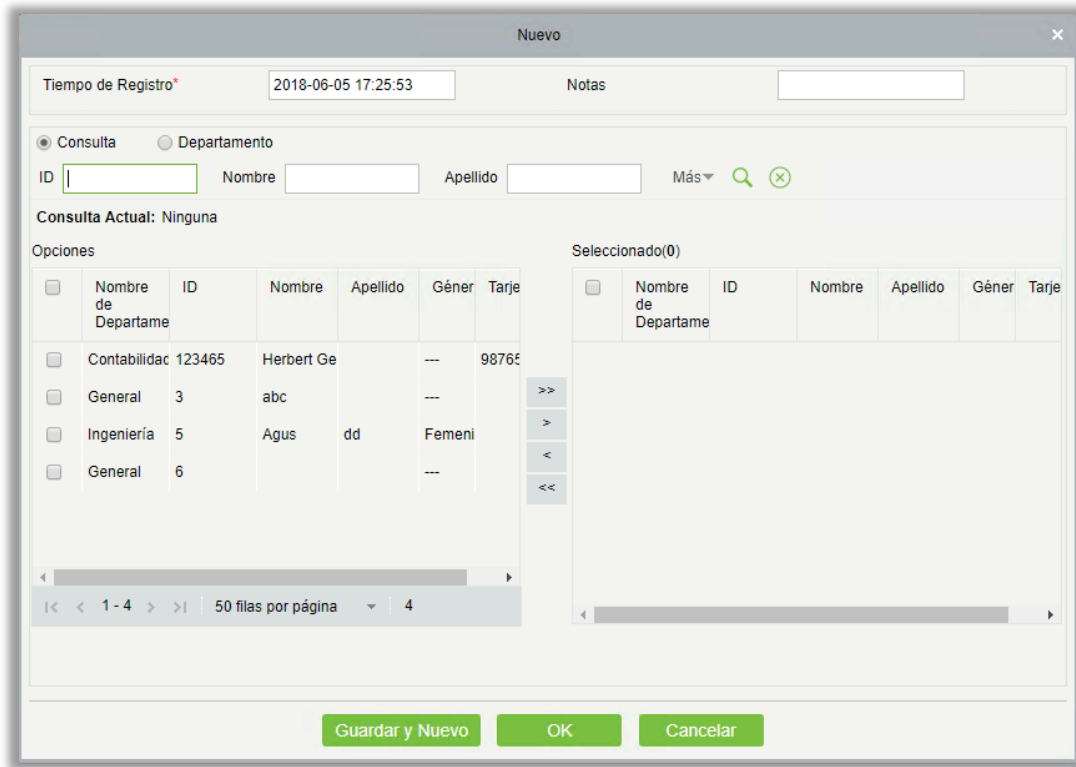 Nuevo
Tiempo de Registro* 2018-06-05 17:25:53 Notas
Consulta Departamento
ID Nombre Apellido Más
Consulta Actual: Ninguna
Opciones Seleccionado(0)
Nombre de Departame ID Nombre Apellido Géner Tarje Nombre de Departame ID Nombre Apellido Géner Tarje
Contabilidad 123465 Herbert Ge --- 98765
General 3 abc ---
Ingeniería 5 Agus dd Femeni
General 6 ---
>>
>
<
<<
1 - 4 50 filas por página 4
Guardar y Nuevo OK Cancelar